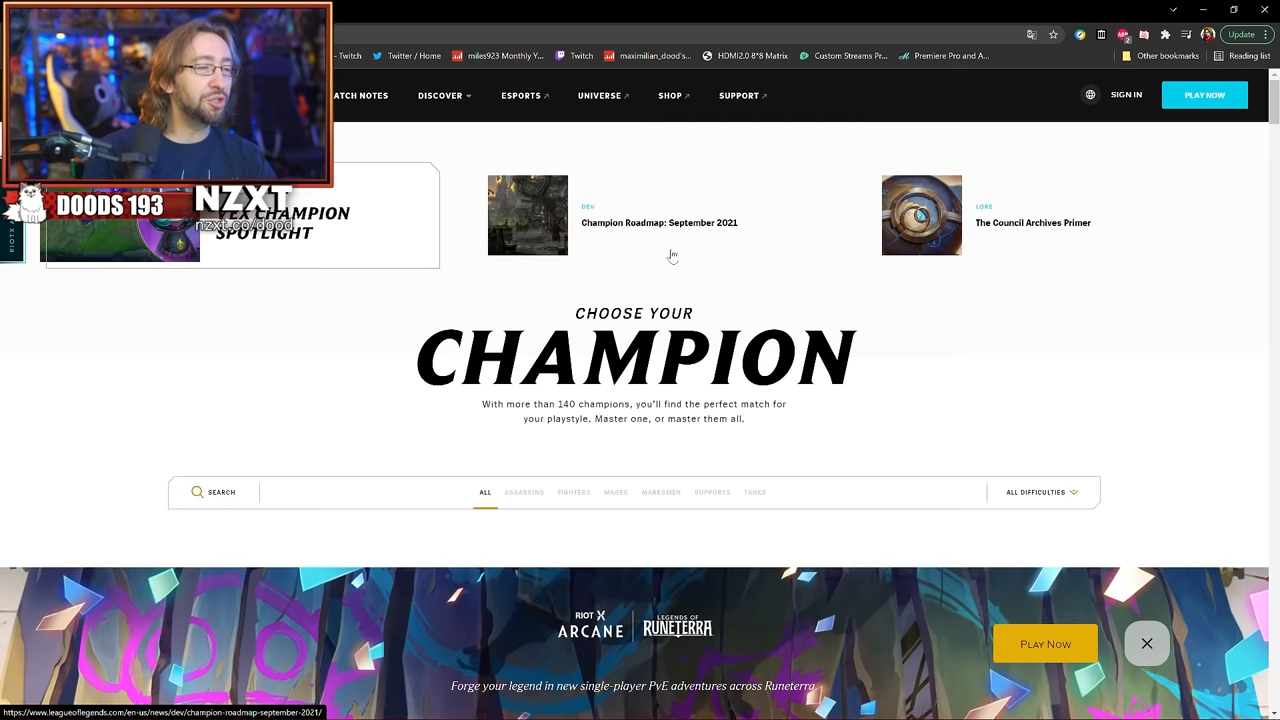 Update
- Twitch
Twitter / Home
miles923 Monthly Y...
Twitch
maximilian_dood's...
HDMI2.0 8*8 Matrix
Custom Streams - P...
Premiere Pro and A...
Other bookmarks
Reading list
ATCH NOTES
DISCOVER
ESPORTS
UNIVERSE
SHOP
SUPPORT
SIGN IN
PLAY NOW
DOODS 193
NZXT
nzxt.co/dood
RIOTX
VEX CHAMPION
SPOTLIGHT
DEV
Champion Roadmap: September 2021
LORE
The Council Archives Primer
CHOOSE YOUR
CHAMPION
With more than 140 champions, you'll find the perfect match for
your playstyle. Master one, or master them all.
SEARCH
ALL
ASSASSINS
FIGHTERS
MAGES
MARKSMEN
SUPPORTS
TANKS
ALL DIFFICULTIES
RIOT X
ARCANE
LEGENDS OF
RUNETERRA
Play Now
Forge your legend in new single-player PvE adventures across Runeterra.
https://www.leagueoflegends.com/en-us/news/dev/champion-roadmap-september-2021/